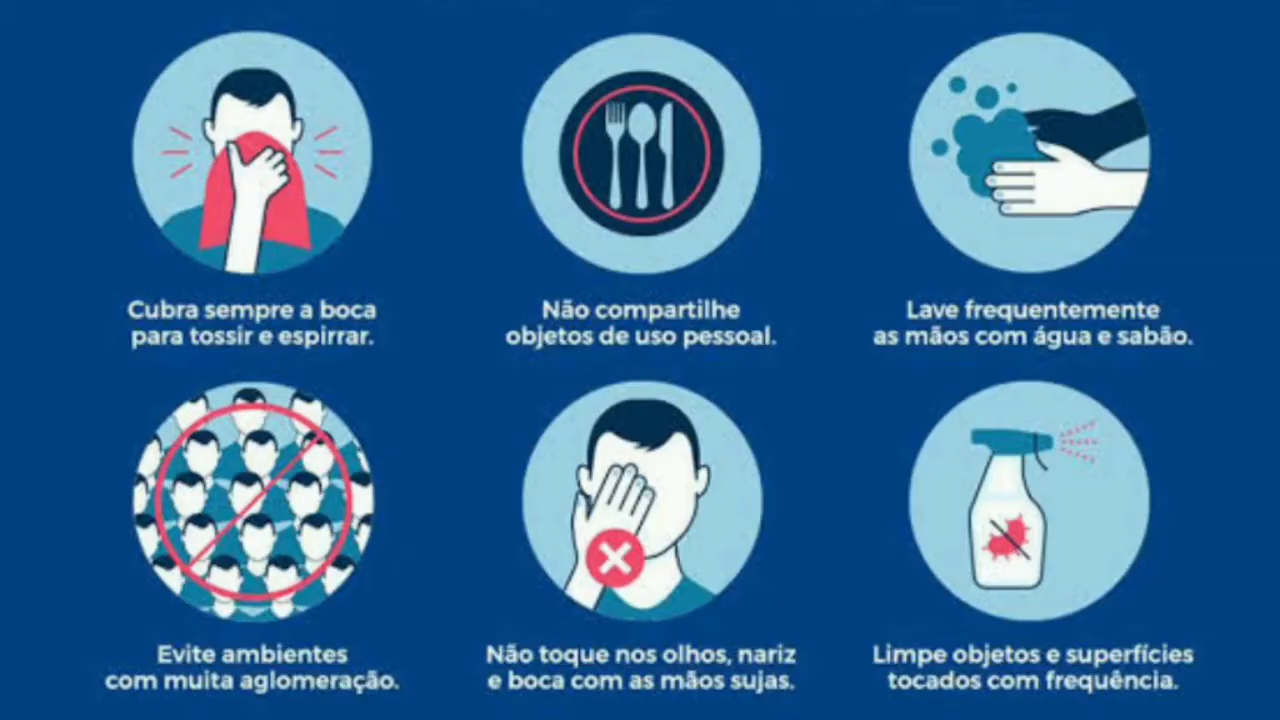 Cubra sempre a boca
para tossir e espirrar.
Não compartilhe
objetos de uso pessoal.
Lave frequentemente
as mãos com água e sabão.
Evite ambientes
com muita aglomeração.
Não toque nos olhos, nariz
e boca com as mãos sujas.
Limpe objetos e superfícies
tocados com frequência.